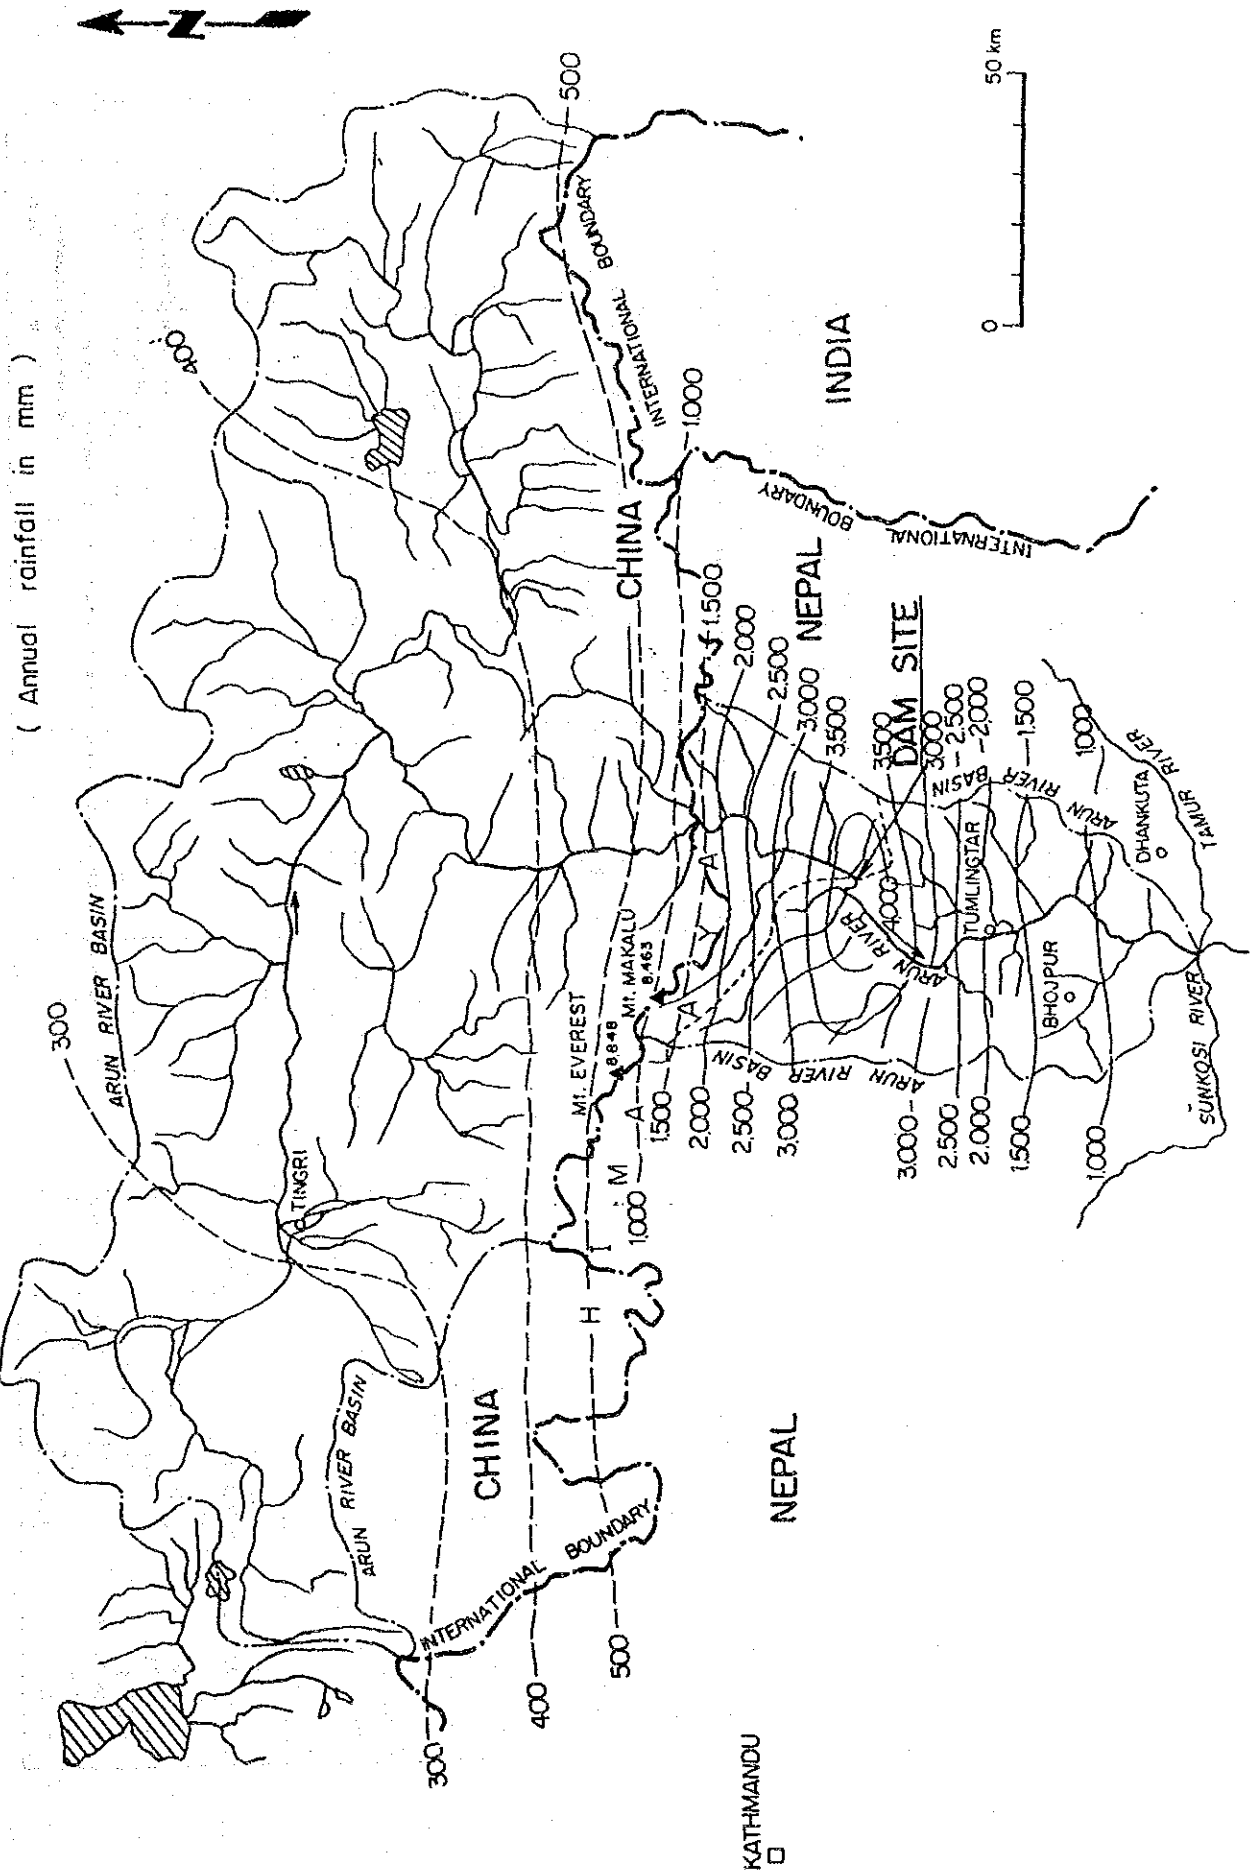 ( Annual rainfall in mm )
N
300
400
ARUN RIVER BASIN
TINGRI
ARUN RIVER BASIN
CHINA
300
400
500
INTERNATIONAL BOUNDARY
500
INTERNATIONAL BOUNDARY
CHINA
Mt. EVEREST
8.848
Mt. MAKALU
8.463
H I M A A Y A
1.000
1.500
2.000
2.500
3.000
3.000
2.500
2.000
1.500
1.000
1.000
1.500
2.000
2.500
3.000
3.500
3.500
3.000
2.500
2.000
1.500
1.000
4000
NEPAL
DAM SITE
INTERNATIONAL BOUNDARY
INDIA
NEPAL
ARUN RIVER BASIN
ARUN RIVER BASIN
ARUN RIVER
ARUN RIVER
TUMLINGTAR
BHOJPUR
DHANKUTA
TAMUR RIVER
SUNKOSI RIVER
KATHMANDU
0 50 km